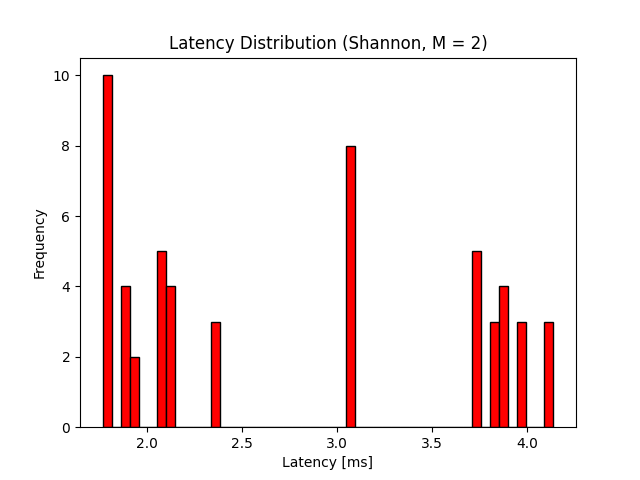 Latency Distribution (Shannon, M = 2)
10
8
6
4
2
0
Frequency
2.0 2.5 3.0 3.5 4.0
Latency [ms]